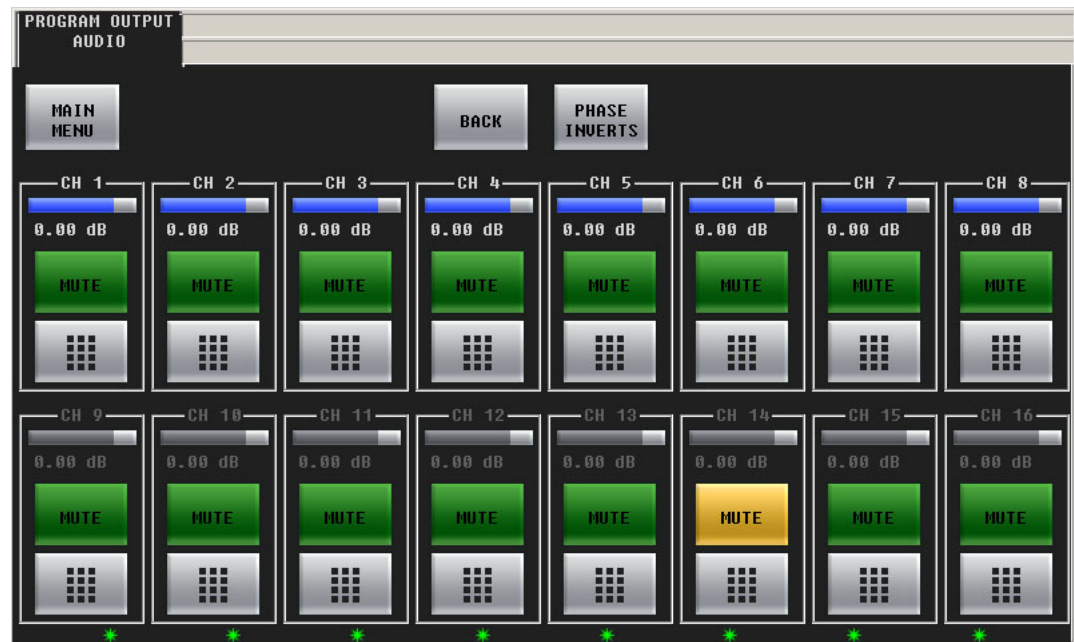 PROGRAM OUTPUT
AUDIO
MAIN
MENU
BACK
PHASE
INVERTS
CH 1 CH 2 CH 3 CH 4 CH 5 CH 6 CH 7 CH 8
0.00 dB 0.00 dB 0.00 dB 0.00 dB 0.00 dB 0.00 dB 0.00 dB 0.00 dB
MUTE MUTE MUTE MUTE MUTE MUTE MUTE MUTE
CH 9 CH 10 CH 11 CH 12 CH 13 CH 14 CH 15 CH 16
0.00 dB 0.00 dB 0.00 dB 0.00 dB 0.00 dB 0.00 dB 0.00 dB 0.00 dB
MUTE MUTE MUTE MUTE MUTE MUTE MUTE MUTE